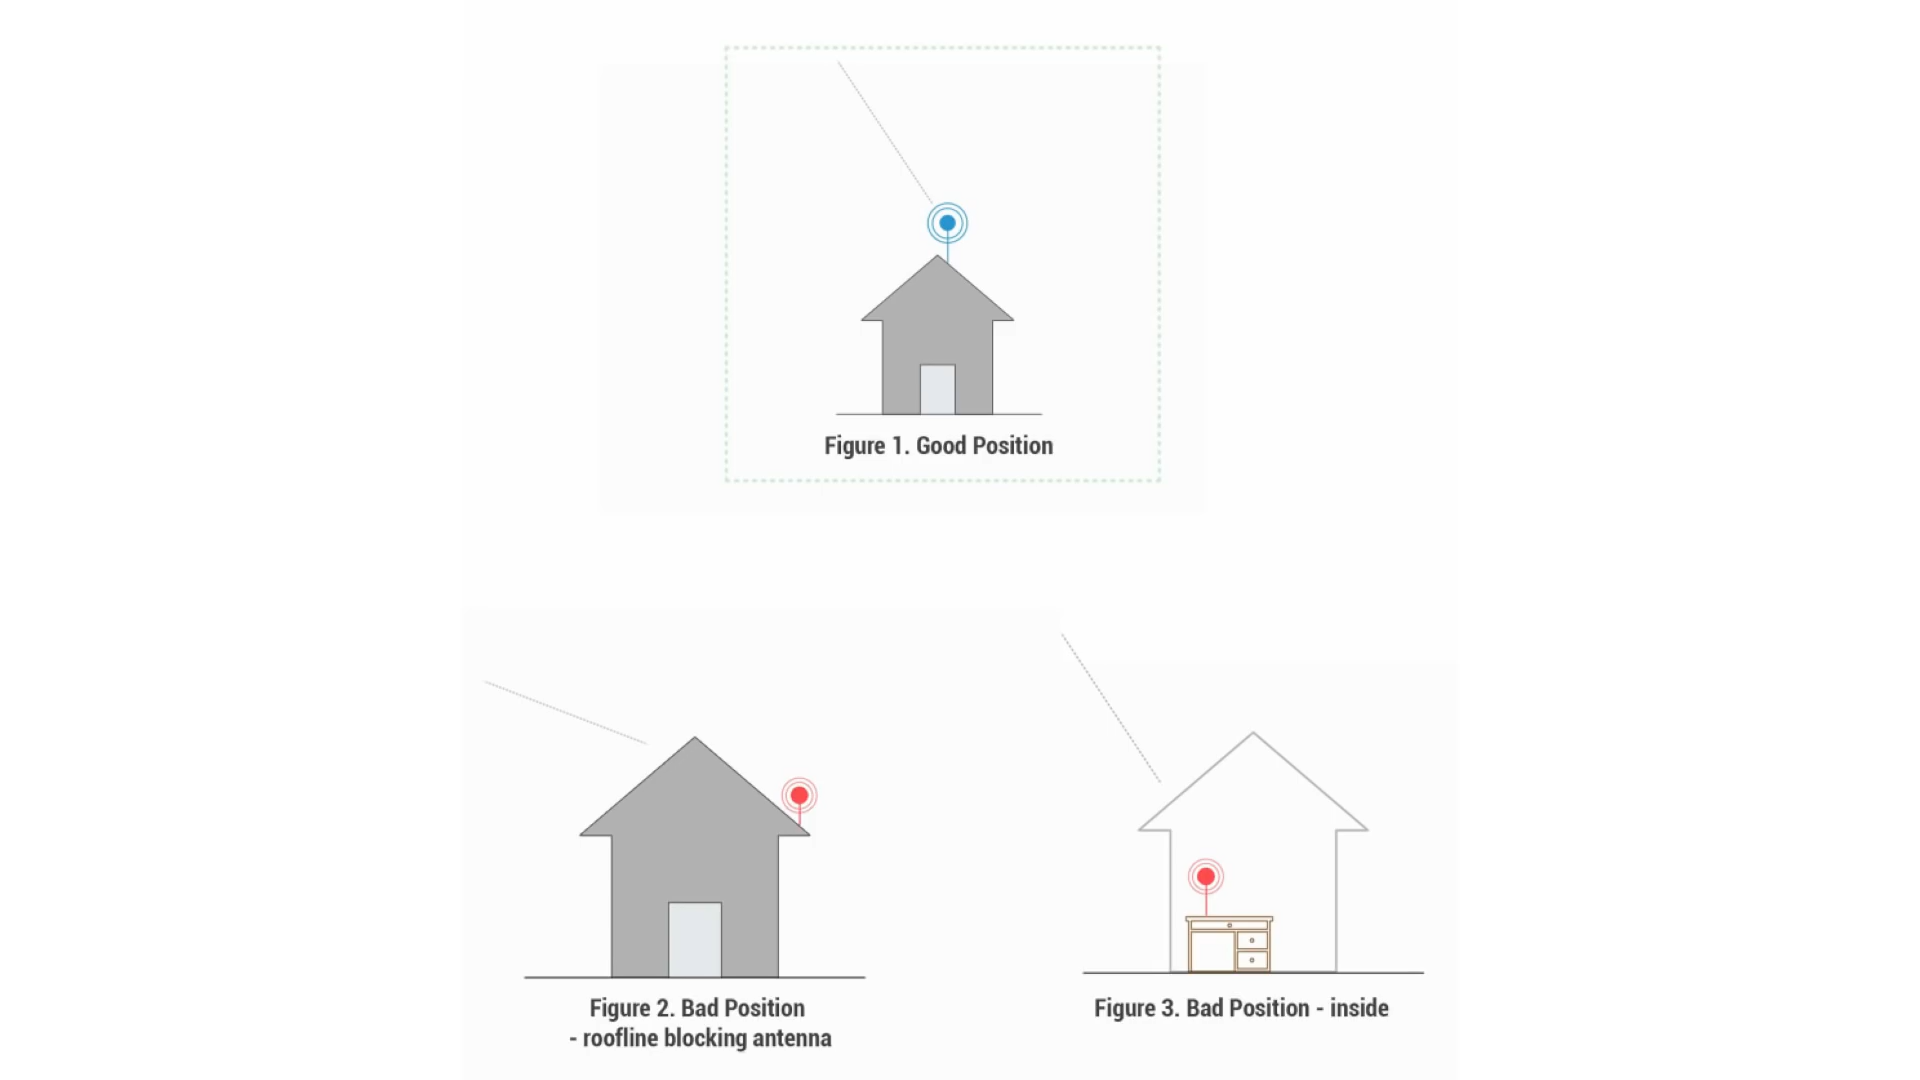 Figure 1. Good Position
Figure 2. Bad Position
- roofline blocking antenna
Figure 3. Bad Position - inside